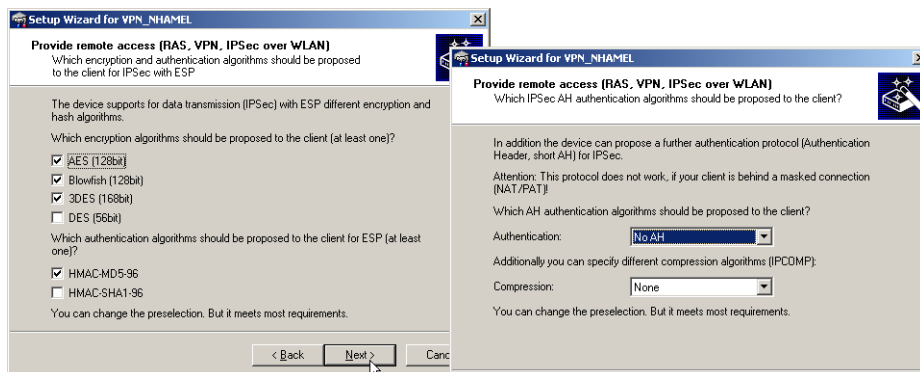 Setup Wizard for VPN_NHAMEL
Provide remote access (RAS, VPN, IPSec over WLAN)
Which encryption and authentication algorithms should be proposed
to the client for IPSec with ESP
The device supports for data transmission (IPSec) with ESP different encryption and
hash algorithms.
Which encryption algorithms should be proposed to the client (at least one)?
AES (128bit)
Blowfish (128bit)
3DES (168bit)
DES (56bit)
Which authentication algorithms should be proposed to the client for ESP (at least
one)?
HMAC-MD5-96
HMAC-SHA1-96
You can change the preselection. But it meets most requirements.
< Back
Next >
Canc
Setup Wizard for VPN_NHAMEL
Provide remote access (RAS, VPN, IPSec over WLAN)
Which IPSec AH authentication algorithms should be proposed to the client?
In addition the device can propose a further authentication protocol (Authentication
Header, short AH) for IPSec.
Attention: This protocol does not work, if your client is behind a masked connection
(NAT/PAT)!
Which AH authentication algorithms should be proposed to the client?
Authentication:
No AH
Additionally you can specify different compression algorithms (IPCOMP):
Compression:
None
You can change the preselection. But it meets most requirements.